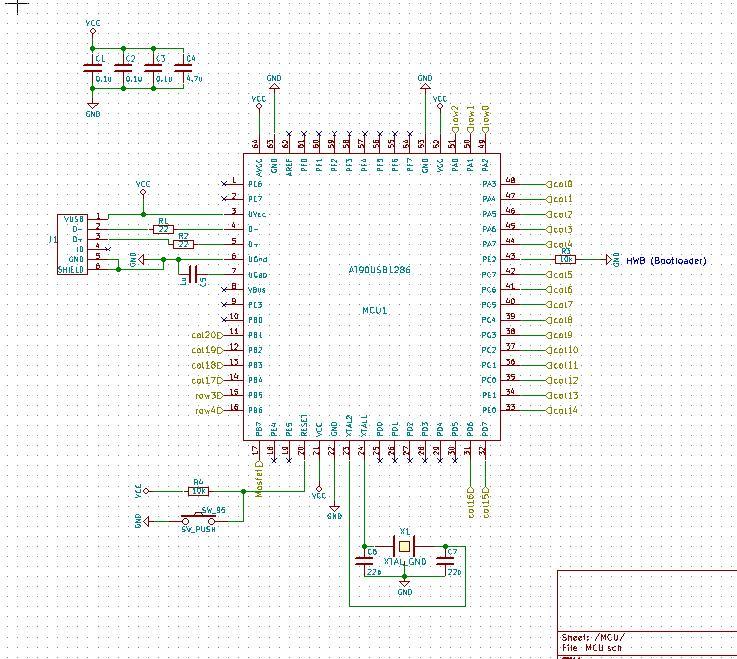 VCC
C1
C2
C3
C4
0.1u
0.1u
0.1u
4.7u
GND
GND
GND
VCC
VCC
row2
row1
row0
64
63
62
61
60
59
58
57
56
55
54
53
52
51
50
49
AVCC
GND
AREF
PF0
PF1
PF2
PF3
PF4
PF5
PF6
PF7
GND
VCC
PA0
PA1
PA2
1 PE6
2 PE7
3 UVcc
4 D-
5 D+
6 UGnd
7 UCap
8 VBus
9 PE3
10 PB0
col20 11 PB1
col19 12 PB2
col18 13 PB3
col17 14 PB4
row3 15 PB5
row4 16 PB6
VCC
J1
VUSB 1
D- 2
D+ 3
ID 4
GND 5
SHIELD 6
R1
22
R2
22
GND
1u
C5
AT90USB1286
MCU1
PA3 48 col0
PA4 47 col1
PA5 46 col2
PA6 45 col3
PA7 44 col4
PE2 43
PC7 42 col5
PC6 41 col6
PC5 40 col7
PC4 39 col8
PC3 38 col9
PC2 37 col10
PC1 36 col11
PC0 35 col12
PE1 34 col13
PE0 33 col14
R3
10k
GND
HWB (Bootloader)
PB7
PE4
PE5
RESET
VCC
GND
XTAL2
XTAL1
PD0
PD1
PD2
PD3
PD4
PD5
PD6
PD7
17
18
19
20
21
22
23
24
25
26
27
28
29
30
31
32
Mosfet
col16
col15
VCC
R4
10k
VCC
GND
GND
SW_95
SW_PUSH
X1
XTAL_GND
C6
22p
C7
22p
GND
Sheet: /MCU/
File: MCU.sch